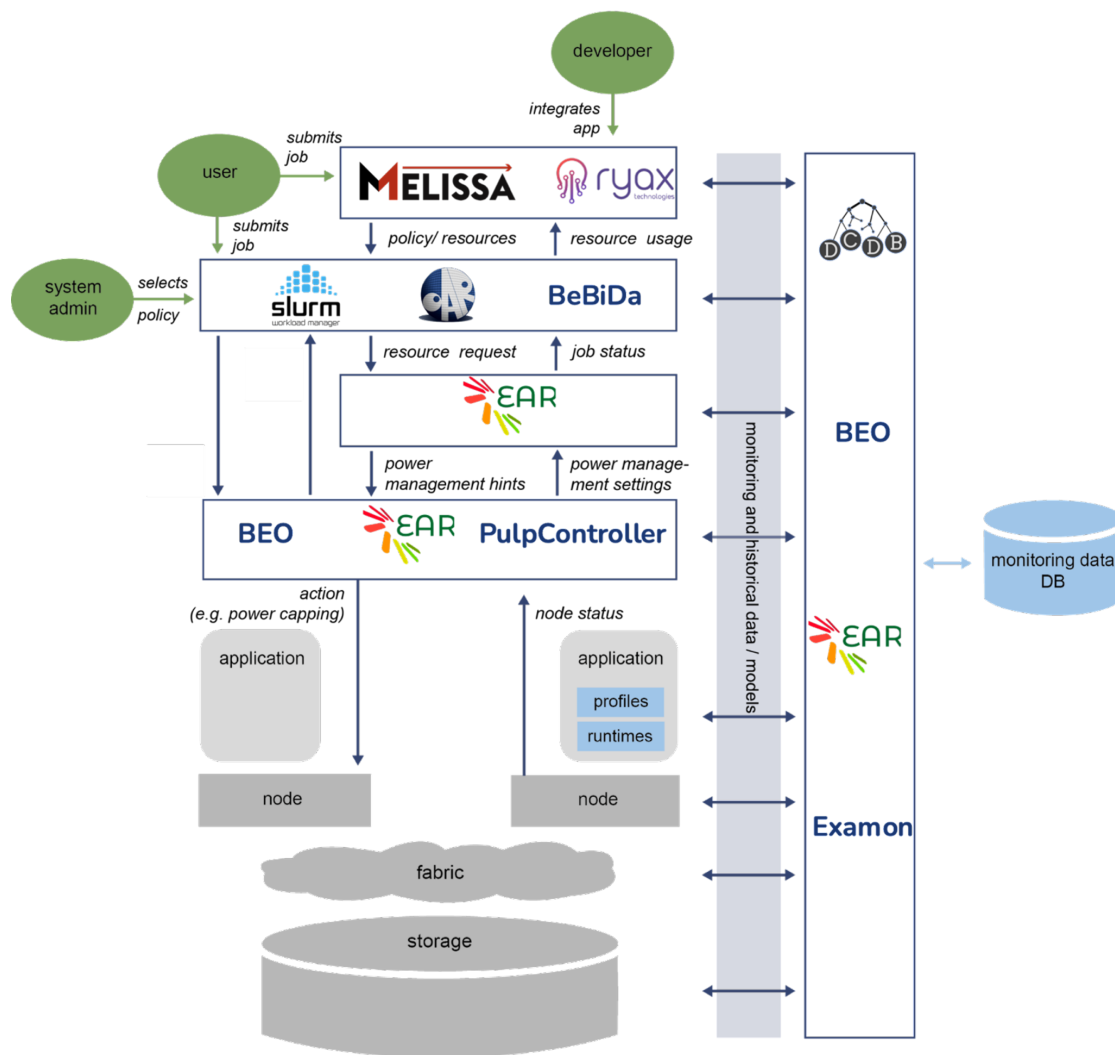 developer
integrates
app
user
submits
job
MELISSA
ryax
technologies
submits
job
policy/ resources
resource usage
system
admin
selects
policy
slurm
workload manager
OAR
BeBiDa
resource request
job status
EAR
power
management hints
power manage-
ment settings
BEO
EAR
PulpController
action
(e.g. power capping)
node status
application
application
profiles
runtimes
node
node
fabric
storage
monitoring and historical data / models
D
C
D
B
BEO
EAR
Examon
monitoring data
DB